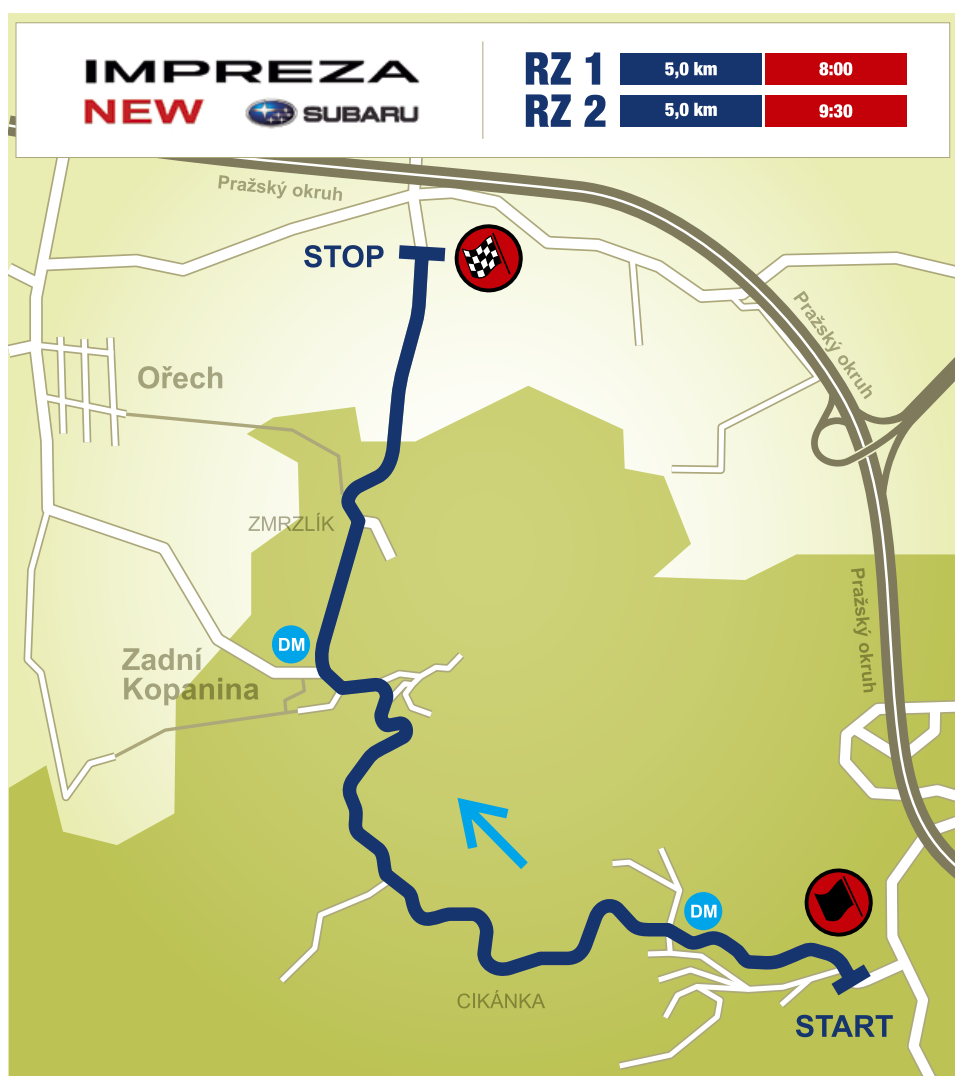 IMPREZA
NEW SUBARU
RZ 1 5,0 km 8:00
RZ 2 5,0 km 9:30
Pražský okruh
STOP
Pražský okruh
Ořech
ZMRZLÍK
Pražský okruh
DM
Zadní
Kopanina
DM
CIKÁNKA
START